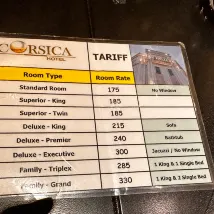 CORSICA
HOTEL
TARIFF
Room Type Room Rate
Standard Room 175 No Window
Superior - King 185
Superior - Twin 185
Deluxe - King 215 Sofa
Deluxe - Premier 240 Bathtub
Deluxe - Executive 300 Jacuzzi / No Window
Family - Triplex 285 1 King & 2 Single Bed
Family - Grand 330 1 King & 3 Single Bed